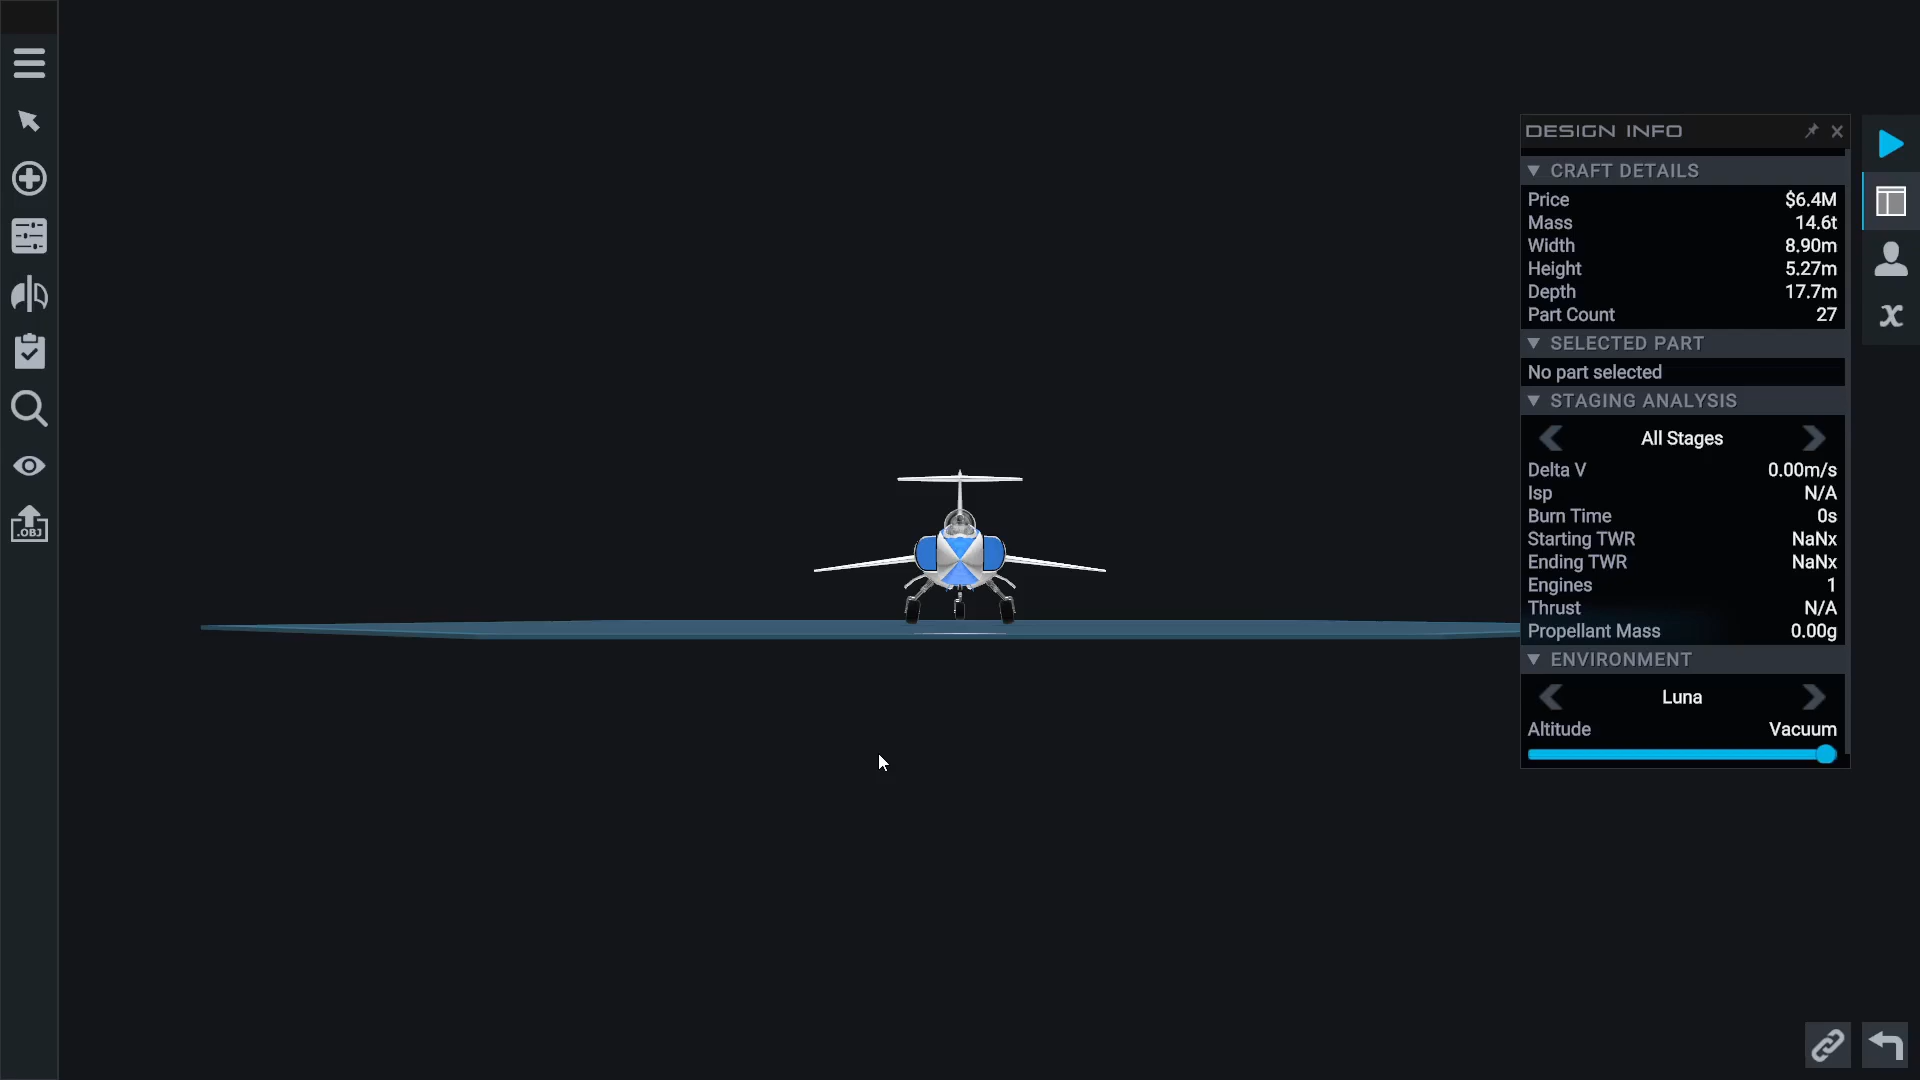 .OBJ
DESIGN INFO
CRAFT DETAILS
Price $6.4M
Mass 14.6t
Width 8.90m
Height 5.27m
Depth 17.7m
Part Count 27
SELECTED PART
No part selected
STAGING ANALYSIS
All Stages
Delta V 0.00m/s
Isp N/A
Burn Time 0s
Starting TWR NaNx
Ending TWR NaNx
Engines 1
Thrust N/A
Propellant Mass 0.00g
ENVIRONMENT
Luna
Altitude Vacuum
x